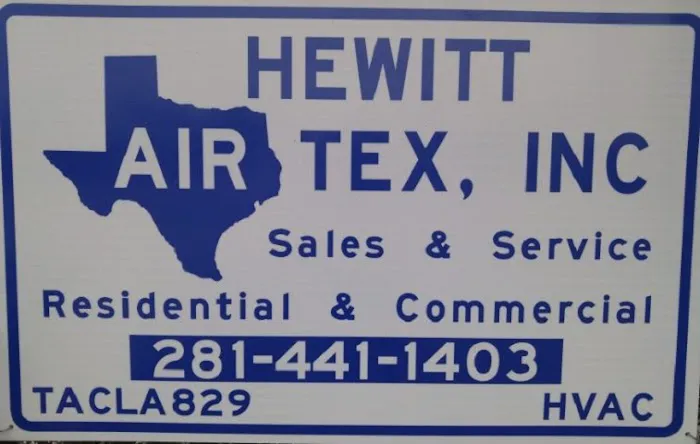 HEWITT
AIR TEX, INC
Sales & Service
Residential & Commercial
281-441-1403
TACLA829 HVAC